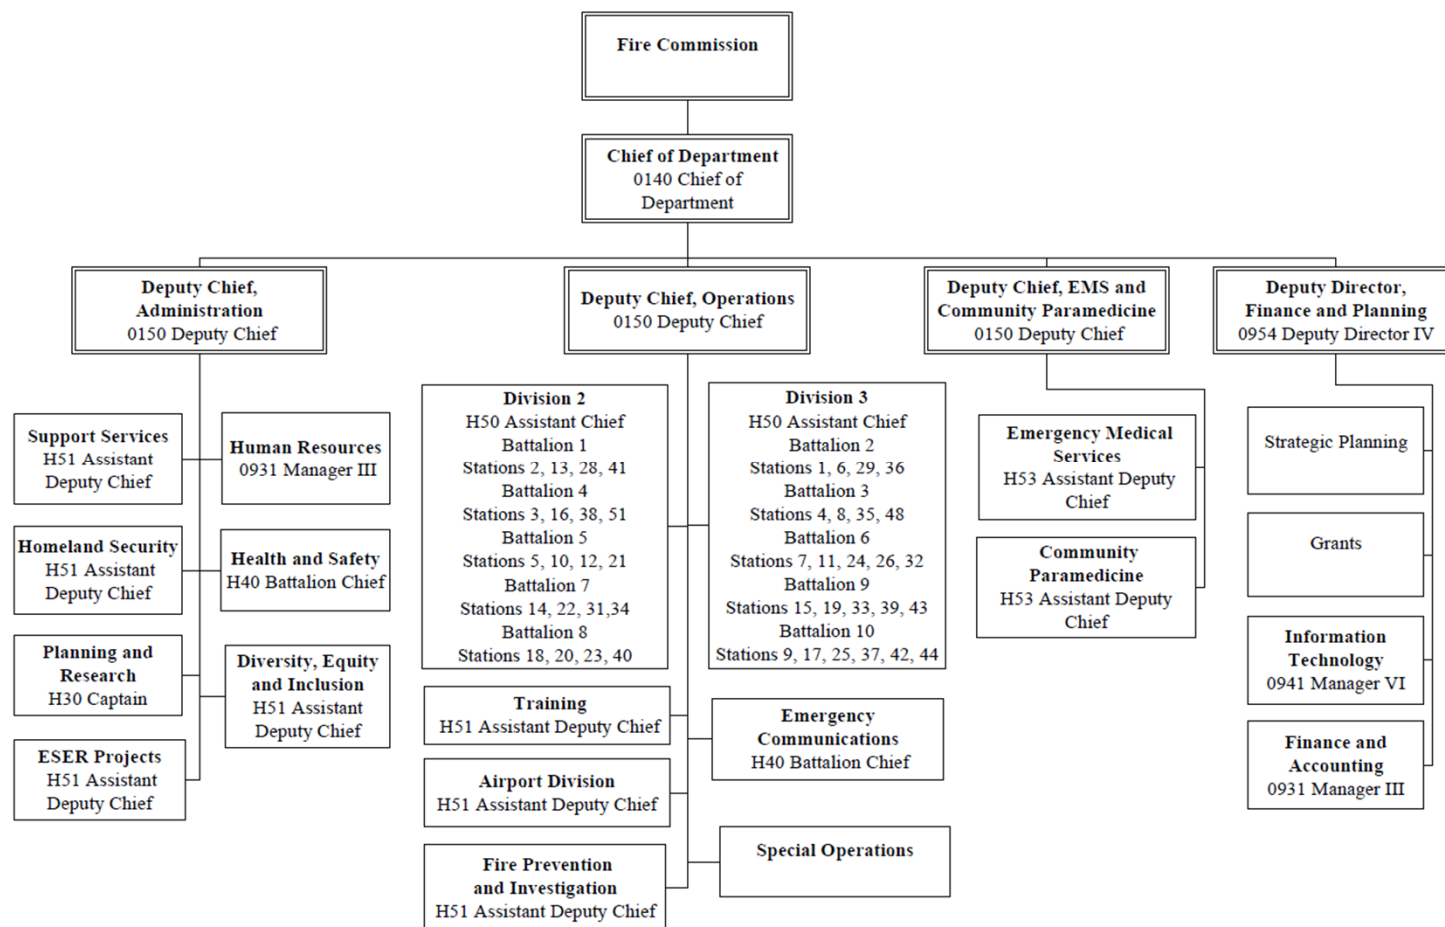 Fire Commission
Chief of Department
0140 Chief of
Department
Deputy Chief,
Administration
0150 Deputy Chief
Deputy Chief, Operations
0150 Deputy Chief
Deputy Chief, EMS and
Community Paramedicine
0150 Deputy Chief
Deputy Director,
Finance and Planning
0954 Deputy Director IV
Support Services
H51 Assistant
Deputy Chief
Human Resources
0931 Manager III
Homeland Security
H51 Assistant
Deputy Chief
Health and Safety
H40 Battalion Chief
Planning and
Research
H30 Captain
Diversity, Equity
and Inclusion
H51 Assistant
Deputy Chief
ESER Projects
H51 Assistant
Deputy Chief
Division 2
H50 Assistant Chief
Battalion 1
Stations 2, 13, 28, 41
Battalion 4
Stations 3, 16, 38, 51
Battalion 5
Stations 5, 10, 12, 21
Battalion 7
Stations 14, 22, 31,34
Battalion 8
Stations 18, 20, 23, 40
Division 3
H50 Assistant Chief
Battalion 2
Stations 1, 6, 29, 36
Battalion 3
Stations 4, 8, 35, 48
Battalion 6
Stations 7, 11, 24, 26, 32
Battalion 9
Stations 15, 19, 33, 39, 43
Battalion 10
Stations 9, 17, 25, 37, 42, 44
Training
H51 Assistant Deputy Chief
Emergency
Communications
H40 Battalion Chief
Airport Division
H51 Assistant Deputy Chief
Special Operations
Fire Prevention
and Investigation
H51 Assistant Deputy Chief
Emergency Medical
Services
H53 Assistant Deputy
Chief
Community
Paramedicine
H53 Assistant Deputy
Chief
Strategic Planning
Grants
Information
Technology
0941 Manager VI
Finance and
Accounting
0931 Manager III